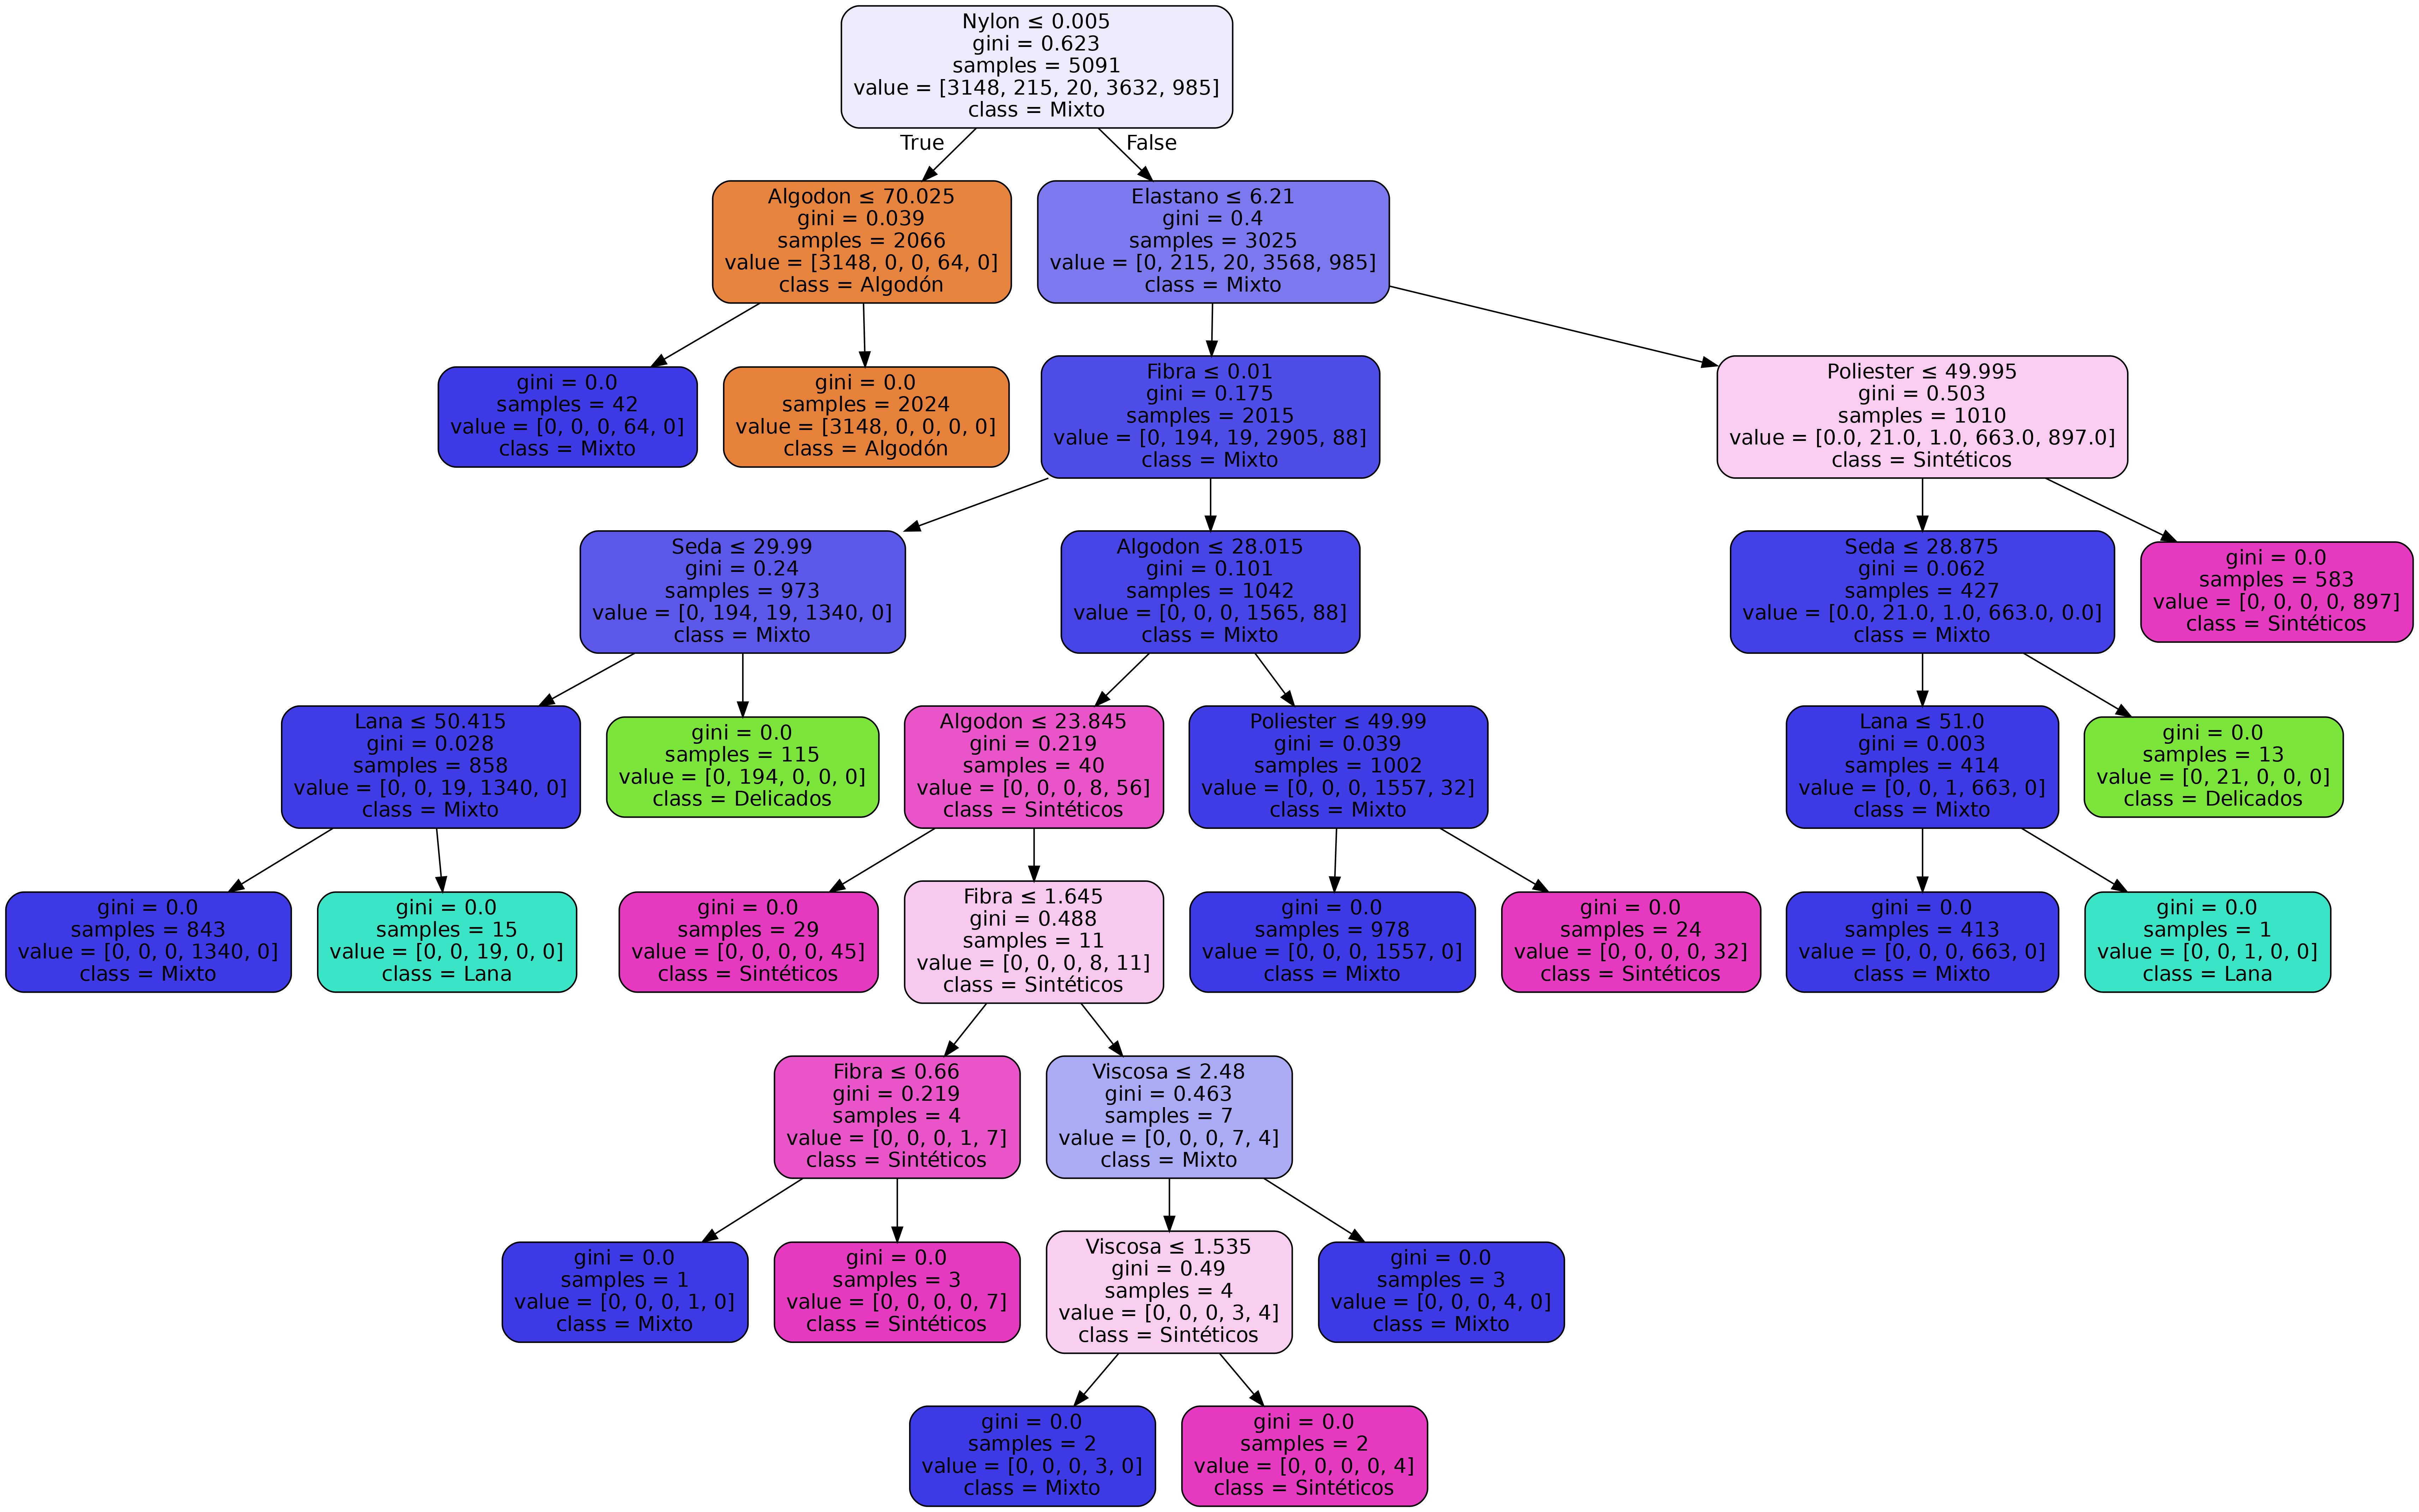 Nylon ≤ 0.005
gini = 0.623
samples = 5091
value = [3148, 215, 20, 3632, 985]
class = Mixto
True
False
Algodon ≤ 70.025
gini = 0.039
samples = 2066
value = [3148, 0, 0, 64, 0]
class = Algodón
Elastano ≤ 6.21
gini = 0.4
samples = 3025
value = [0, 215, 20, 3568, 985]
class = Mixto
gini = 0.0
samples = 42
value = [0, 0, 0, 64, 0]
class = Mixto
gini = 0.0
samples = 2024
value = [3148, 0, 0, 0, 0]
class = Algodón
Fibra ≤ 0.01
gini = 0.175
samples = 2015
value = [0, 194, 19, 2905, 88]
class = Mixto
Poliester ≤ 49.995
gini = 0.503
samples = 1010
value = [0.0, 21.0, 1.0, 663.0, 897.0]
class = Sintéticos
Seda ≤ 29.99
gini = 0.24
samples = 973
value = [0, 194, 19, 1340, 0]
class = Mixto
Algodon ≤ 28.015
gini = 0.101
samples = 1042
value = [0, 0, 0, 1565, 88]
class = Mixto
Seda ≤ 28.875
gini = 0.062
samples = 427
value = [0.0, 21.0, 1.0, 663.0, 0.0]
class = Mixto
gini = 0.0
samples = 583
value = [0, 0, 0, 0, 897]
class = Sintéticos
Lana ≤ 50.415
gini = 0.028
samples = 858
value = [0, 0, 19, 1340, 0]
class = Mixto
gini = 0.0
samples = 115
value = [0, 194, 0, 0, 0]
class = Delicados
Algodon ≤ 23.845
gini = 0.219
samples = 40
value = [0, 0, 0, 8, 56]
class = Sintéticos
Poliester ≤ 49.99
gini = 0.039
samples = 1002
value = [0, 0, 0, 1557, 32]
class = Mixto
Lana ≤ 51.0
gini = 0.003
samples = 414
value = [0, 0, 1, 663, 0]
class = Mixto
gini = 0.0
samples = 13
value = [0, 21, 0, 0, 0]
class = Delicados
gini = 0.0
samples = 843
value = [0, 0, 0, 1340, 0]
class = Mixto
gini = 0.0
samples = 15
value = [0, 0, 19, 0, 0]
class = Lana
gini = 0.0
samples = 29
value = [0, 0, 0, 0, 45]
class = Sintéticos
Fibra ≤ 1.645
gini = 0.488
samples = 11
value = [0, 0, 0, 8, 11]
class = Sintéticos
gini = 0.0
samples = 978
value = [0, 0, 0, 1557, 0]
class = Mixto
gini = 0.0
samples = 24
value = [0, 0, 0, 0, 32]
class = Sintéticos
gini = 0.0
samples = 413
value = [0, 0, 0, 663, 0]
class = Mixto
gini = 0.0
samples = 1
value = [0, 0, 1, 0, 0]
class = Lana
Fibra ≤ 0.66
gini = 0.219
samples = 4
value = [0, 0, 0, 1, 7]
class = Sintéticos
Viscosa ≤ 2.48
gini = 0.463
samples = 7
value = [0, 0, 0, 7, 4]
class = Mixto
gini = 0.0
samples = 1
value = [0, 0, 0, 1, 0]
class = Mixto
gini = 0.0
samples = 3
value = [0, 0, 0, 0, 7]
class = Sintéticos
Viscosa ≤ 1.535
gini = 0.49
samples = 4
value = [0, 0, 0, 3, 4]
class = Sintéticos
gini = 0.0
samples = 3
value = [0, 0, 0, 4, 0]
class = Mixto
gini = 0.0
samples = 2
value = [0, 0, 0, 3, 0]
class = Mixto
gini = 0.0
samples = 2
value = [0, 0, 0, 0, 4]
class = Sintéticos